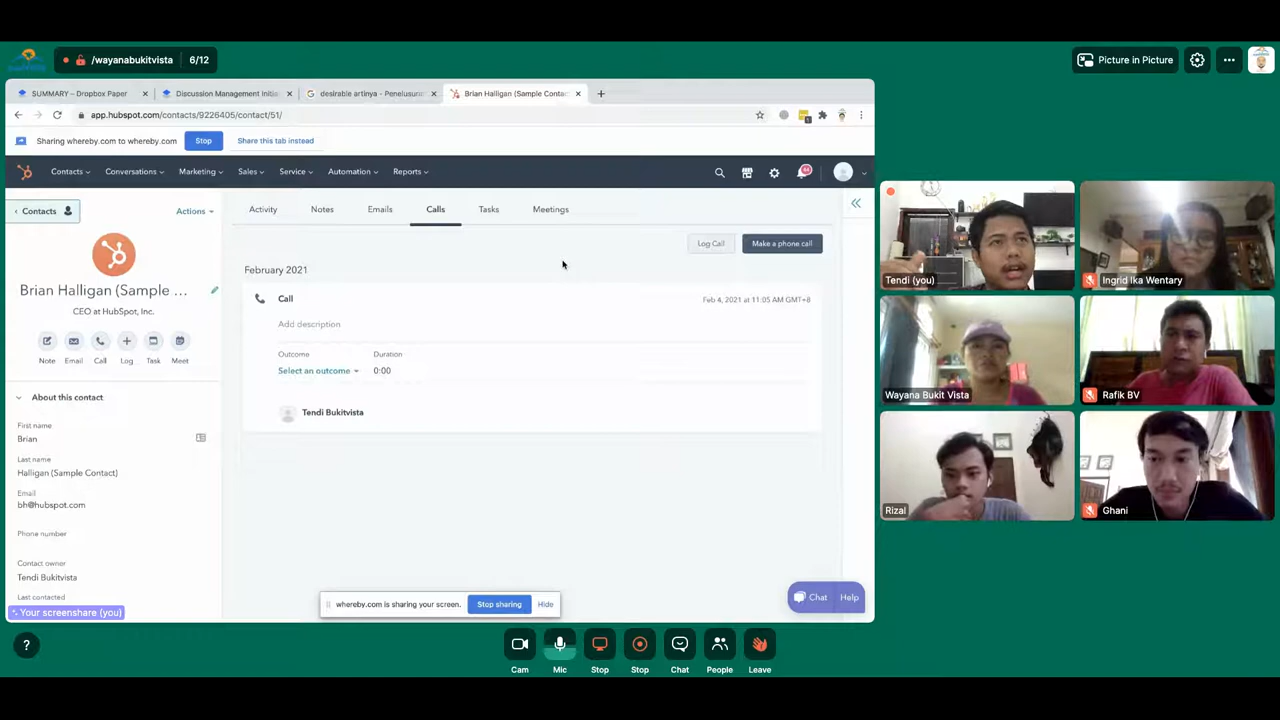 /wayanabukitvista 6/12
Picture in Picture
SUMMARY – Dropbox Paper
Discussion Management Initia
desirable artinya - Penelusuran
Brian Halligan (Sample Contac
app.hubspot.com/contacts/9226405/contact/51/
Sharing whereby.com to whereby.com
Stop
Share this tab instead
Contacts
Conversations
Marketing
Sales
Service
Automation
Reports
Contacts
Actions
Activity
Notes
Emails
Calls
Tasks
Meetings
Log Call
Make a phone call
Brian Halligan (Sample ...
CEO at HubSpot, Inc.
Note
Email
Call
Log
Task
Meet
About this contact
First name
Brian
Last name
Halligan (Sample Contact)
Email
bh@hubspot.com
Phone number
Contact owner
Tendi Bukitvista
Last contacted
Your screenshare (you)
February 2021
Call
Feb 4, 2021 at 11:05 AM GMT+8
Add description
Outcome
Duration
Select an outcome
0:00
Tendi Bukitvista
whereby.com is sharing your screen.
Stop sharing
Hide
Chat
Help
Tendi (you)
Ingrid Ika Wentary
Wayana Bukit Vista
Rafik BV
Rizal
Ghani
?
Cam
Mic
Stop
Stop
Chat
People
Leave